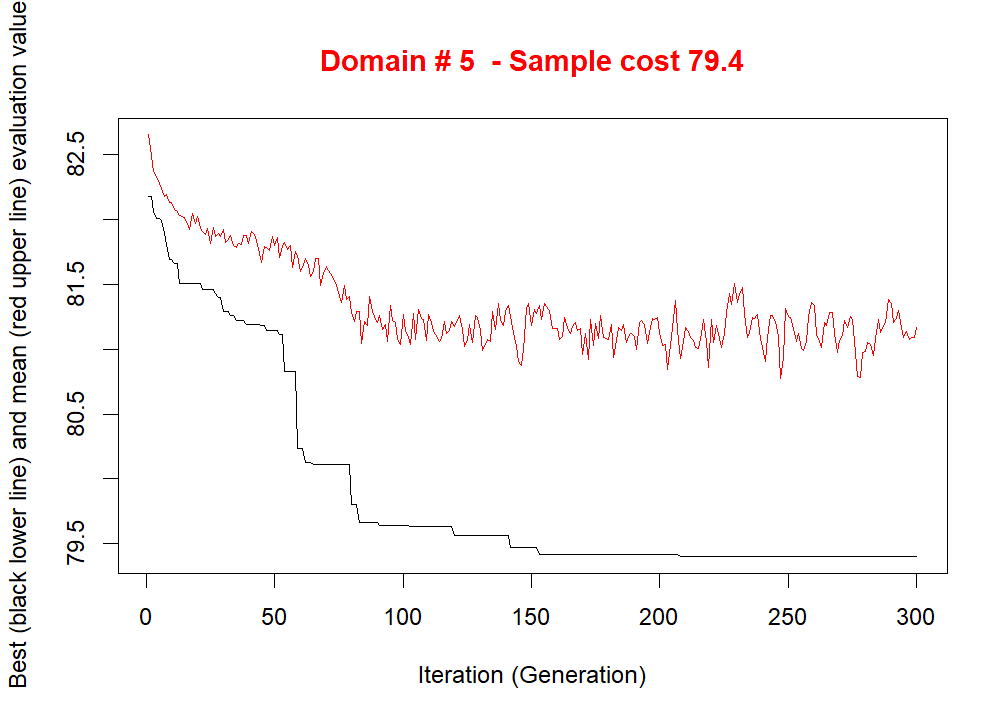 Domain # 5  - Sample cost 79.4
Best (black lower line) and mean (red upper line) evaluation value
82.5
81.5
80.5
79.5
0 50 100 150 200 250 300
Iteration (Generation)